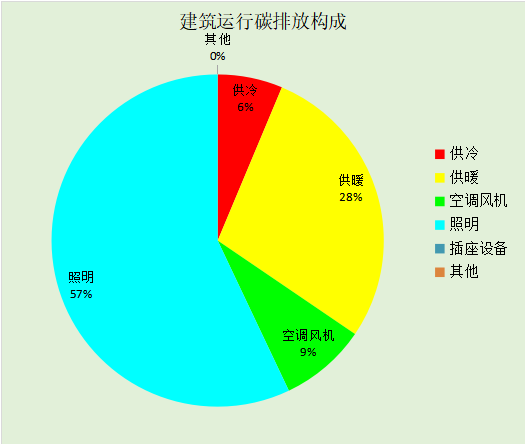 建筑运行碳排放构成
其他
0%
供冷
6%
供暖
28%
空调风机
9%
照明
57%
供冷
供暖
空调风机
照明
插座设备
其他